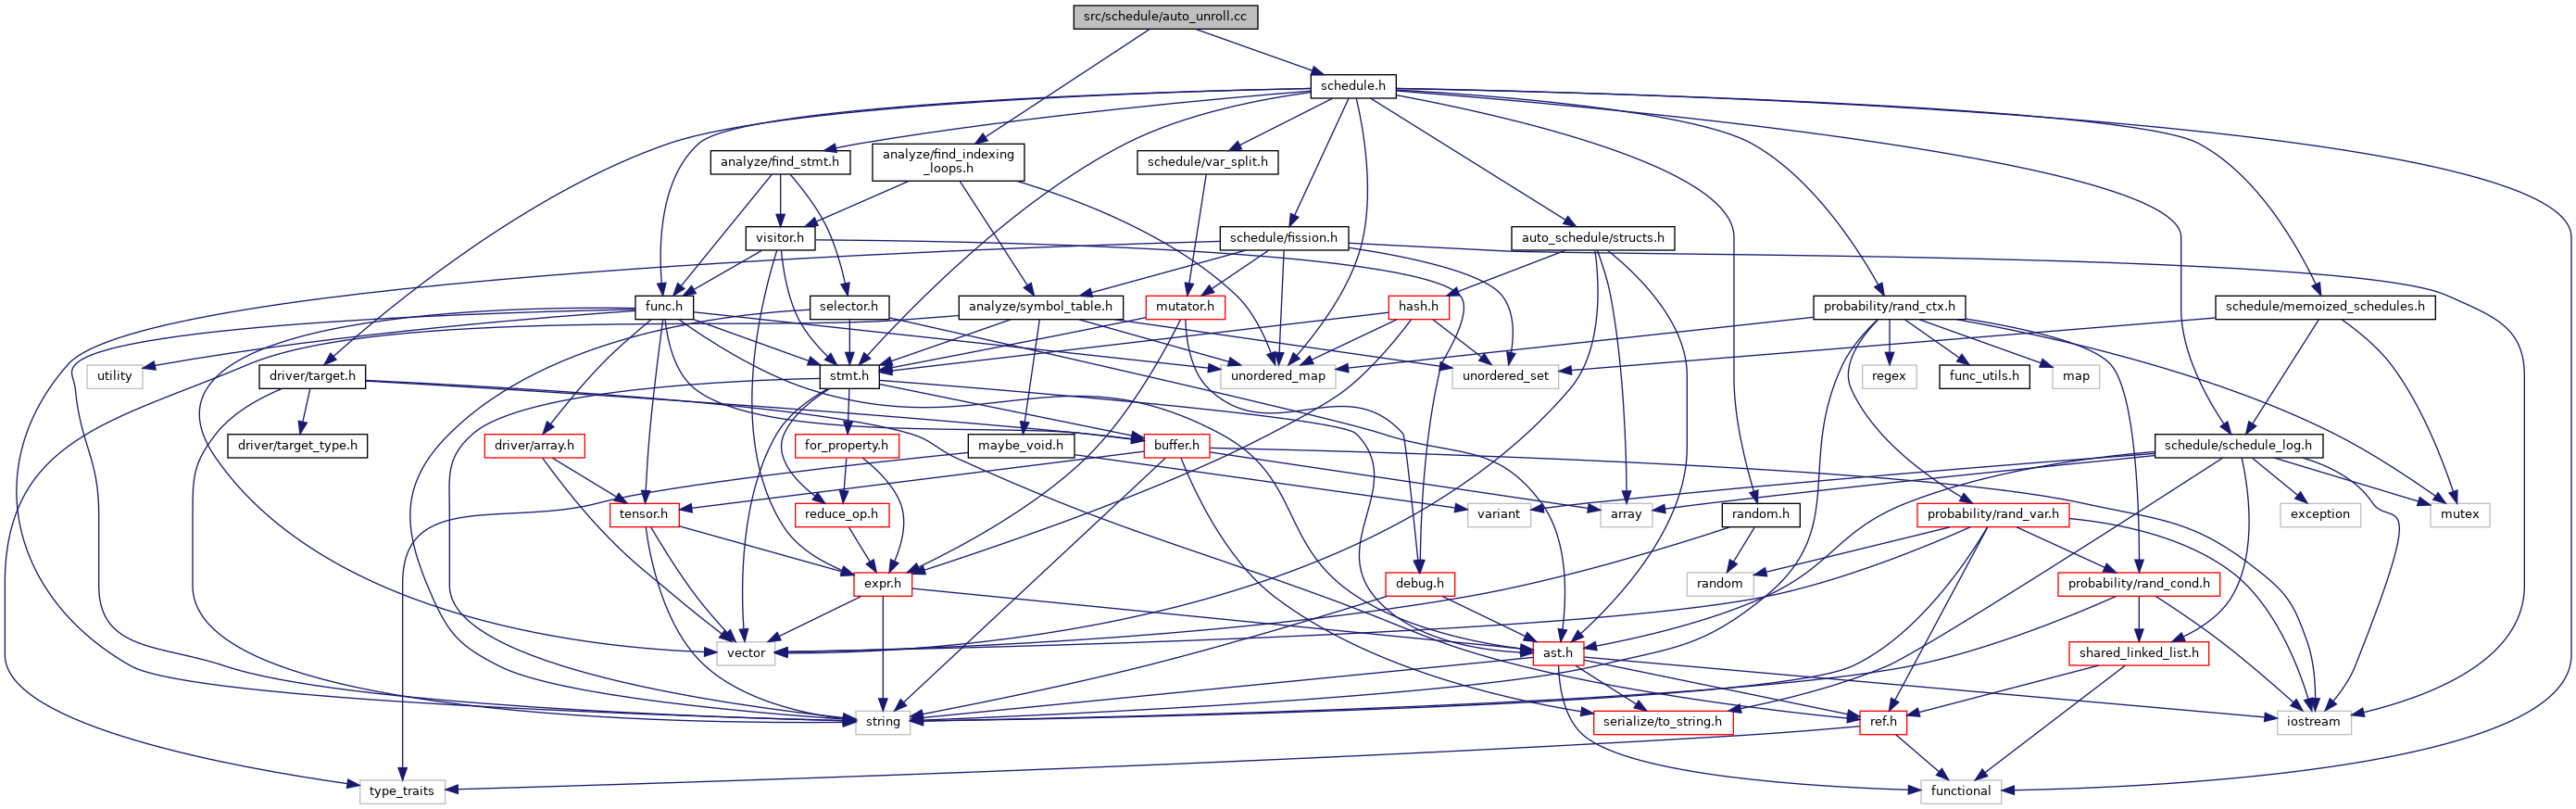 src/schedule/auto_unroll.cc
schedule.h
analyze/find_stmt.h
analyze/find_indexing
_loops.h
schedule/var_split.h
visitor.h
schedule/fission.h
auto_schedule/structs.h
func.h
selector.h
analyze/symbol_table.h
mutator.h
hash.h
probability/rand_ctx.h
schedule/memoized_schedules.h
utility
driver/target.h
stmt.h
unordered_map
unordered_set
regex
func_utils.h
map
driver/target_type.h
driver/array.h
for_property.h
maybe_void.h
buffer.h
schedule/schedule_log.h
tensor.h
reduce_op.h
variant
array
random.h
probability/rand_var.h
exception
mutex
expr.h
debug.h
random
probability/rand_cond.h
vector
ast.h
shared_linked_list.h
string
serialize/to_string.h
ref.h
iostream
type_traits
functional